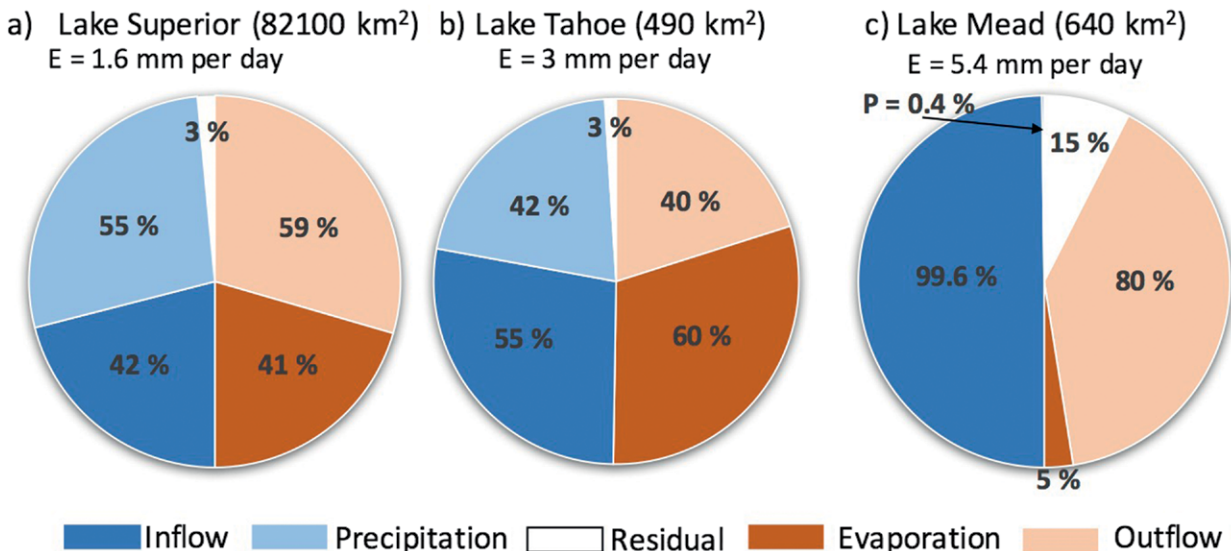 a) Lake Superior (82100 km²)
E = 1.6 mm per day
3 %
55 %
59 %
42 %
41 %
b) Lake Tahoe (490 km²)
E = 3 mm per day
3 %
42 %
40 %
55 %
60 %
c) Lake Mead (640 km²)
E = 5.4 mm per day
P = 0.4 %
15 %
99.6 %
80 %
5 %
Inflow Precipitation Residual Evaporation Outflow